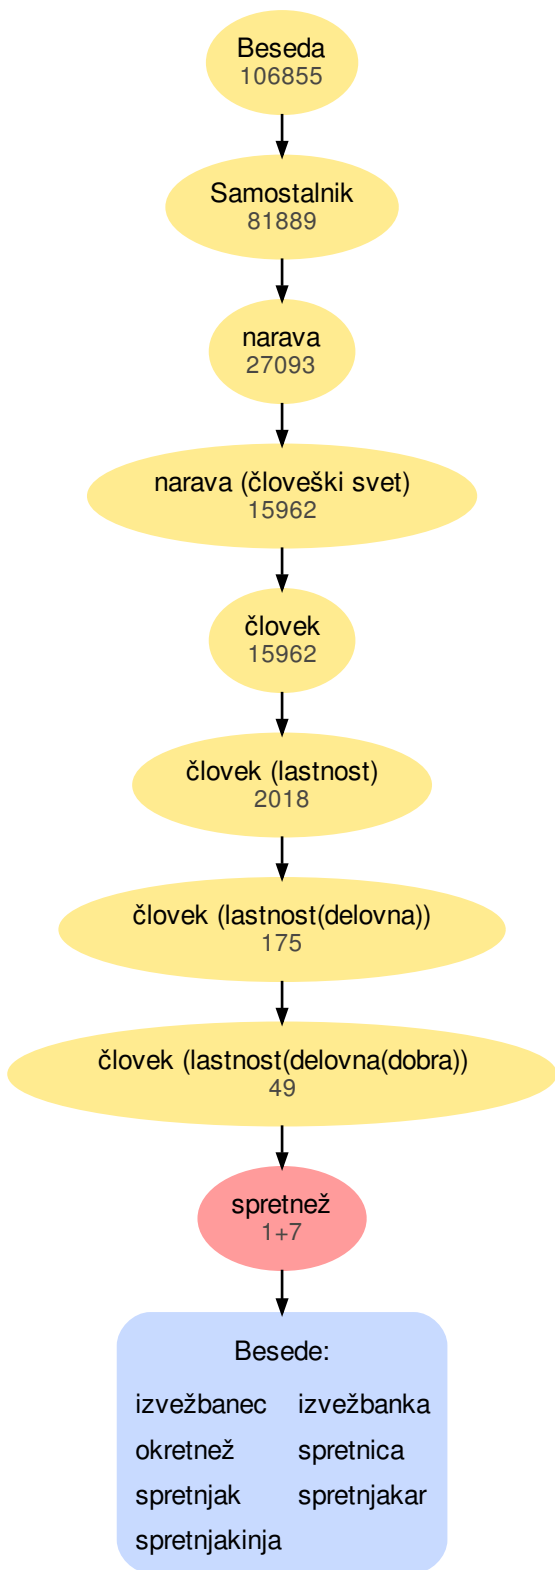 Beseda
106855
Samostalnik
81889
narava
27093
narava (človeški svet)
15962
človek
15962
človek (lastnost)
2018
človek (lastnost(delovna))
175
človek (lastnost(delovna(dobra))
49
spretnež
1+7
Besede:
izvežbanec izvežbanka
okretnež spretnica
spretnjak spretnjakar
spretnjakinja